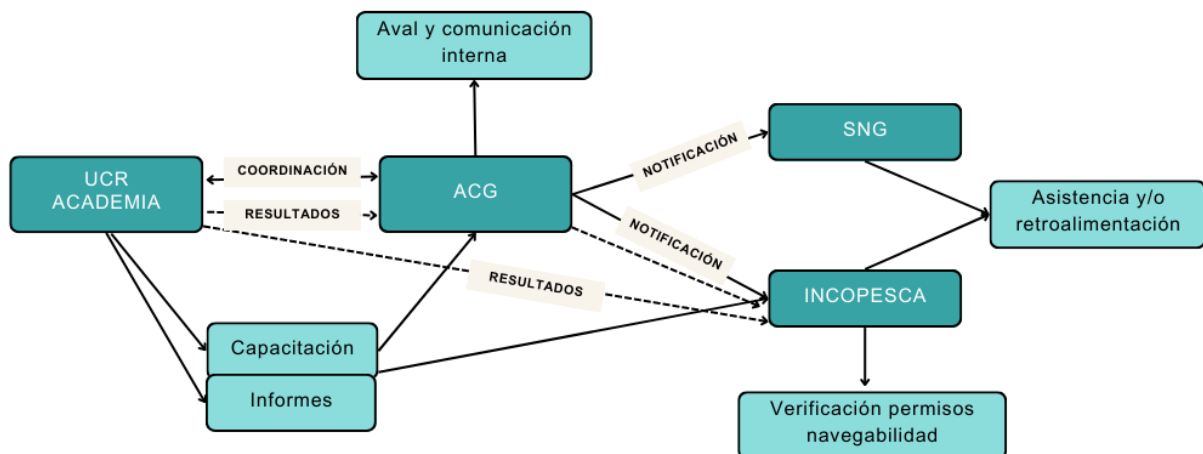 Aval y comunicación
interna
SNG
NOTIFICACIÓN
UCR
ACADEMIA
COORDINACIÓN
ACG
RESULTADOS
Asistencia y/o
retroalimentación
NOTIFICACIÓN
RESULTADOS
INCOPESCA
Capacitación
Informes
Verificación permisos
navegabilidad